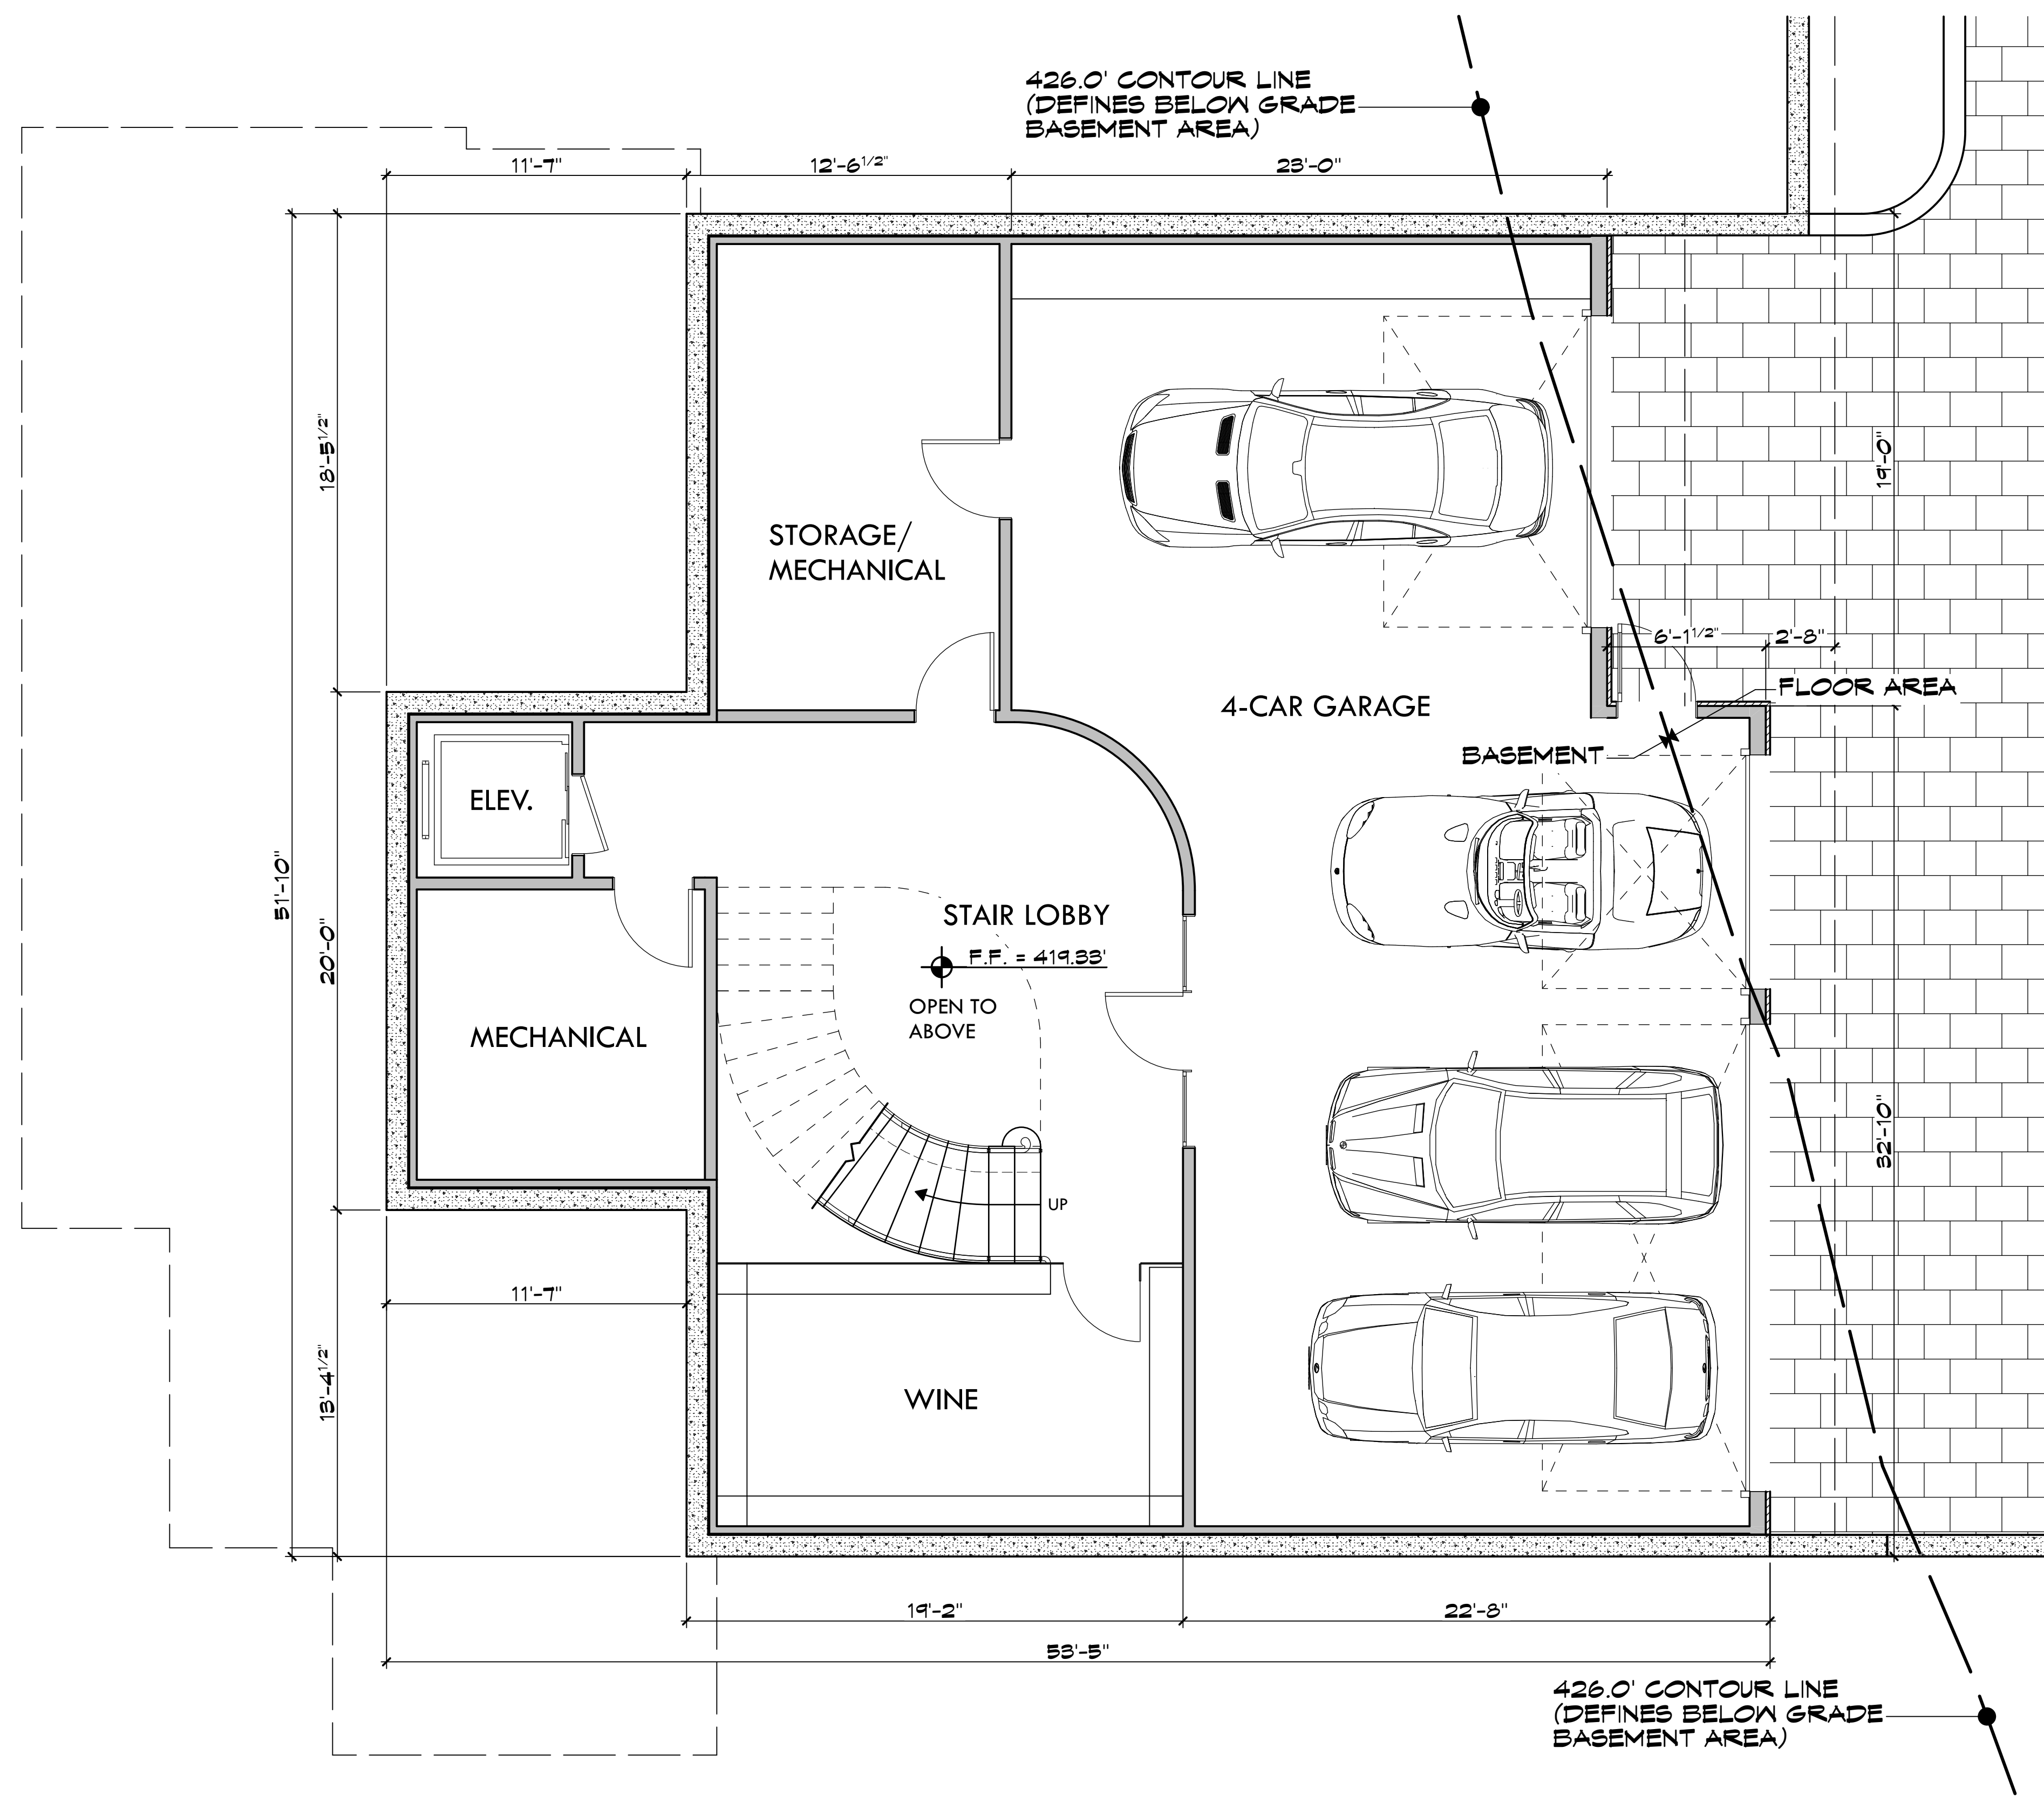 426.0' CONTOUR LINE
(DEFINES BELOW GRADE
BASEMENT AREA)
11'-7"
12'-6 1/2"
23'-0"
18'-5 1/2"
19'-0"
STORAGE/
MECHANICAL
6'-1 1/2"
2'-8"
FLOOR AREA
4-CAR GARAGE
BASEMENT
ELEV.
51'-10"
20'-0"
STAIR LOBBY
F.F. = 419.33'
OPEN TO
ABOVE
MECHANICAL
32'-10"
UP
11'-7"
13'-4 1/2"
WINE
19'-2"
22'-8"
53'-5"
426.0' CONTOUR LINE
(DEFINES BELOW GRADE
BASEMENT AREA)